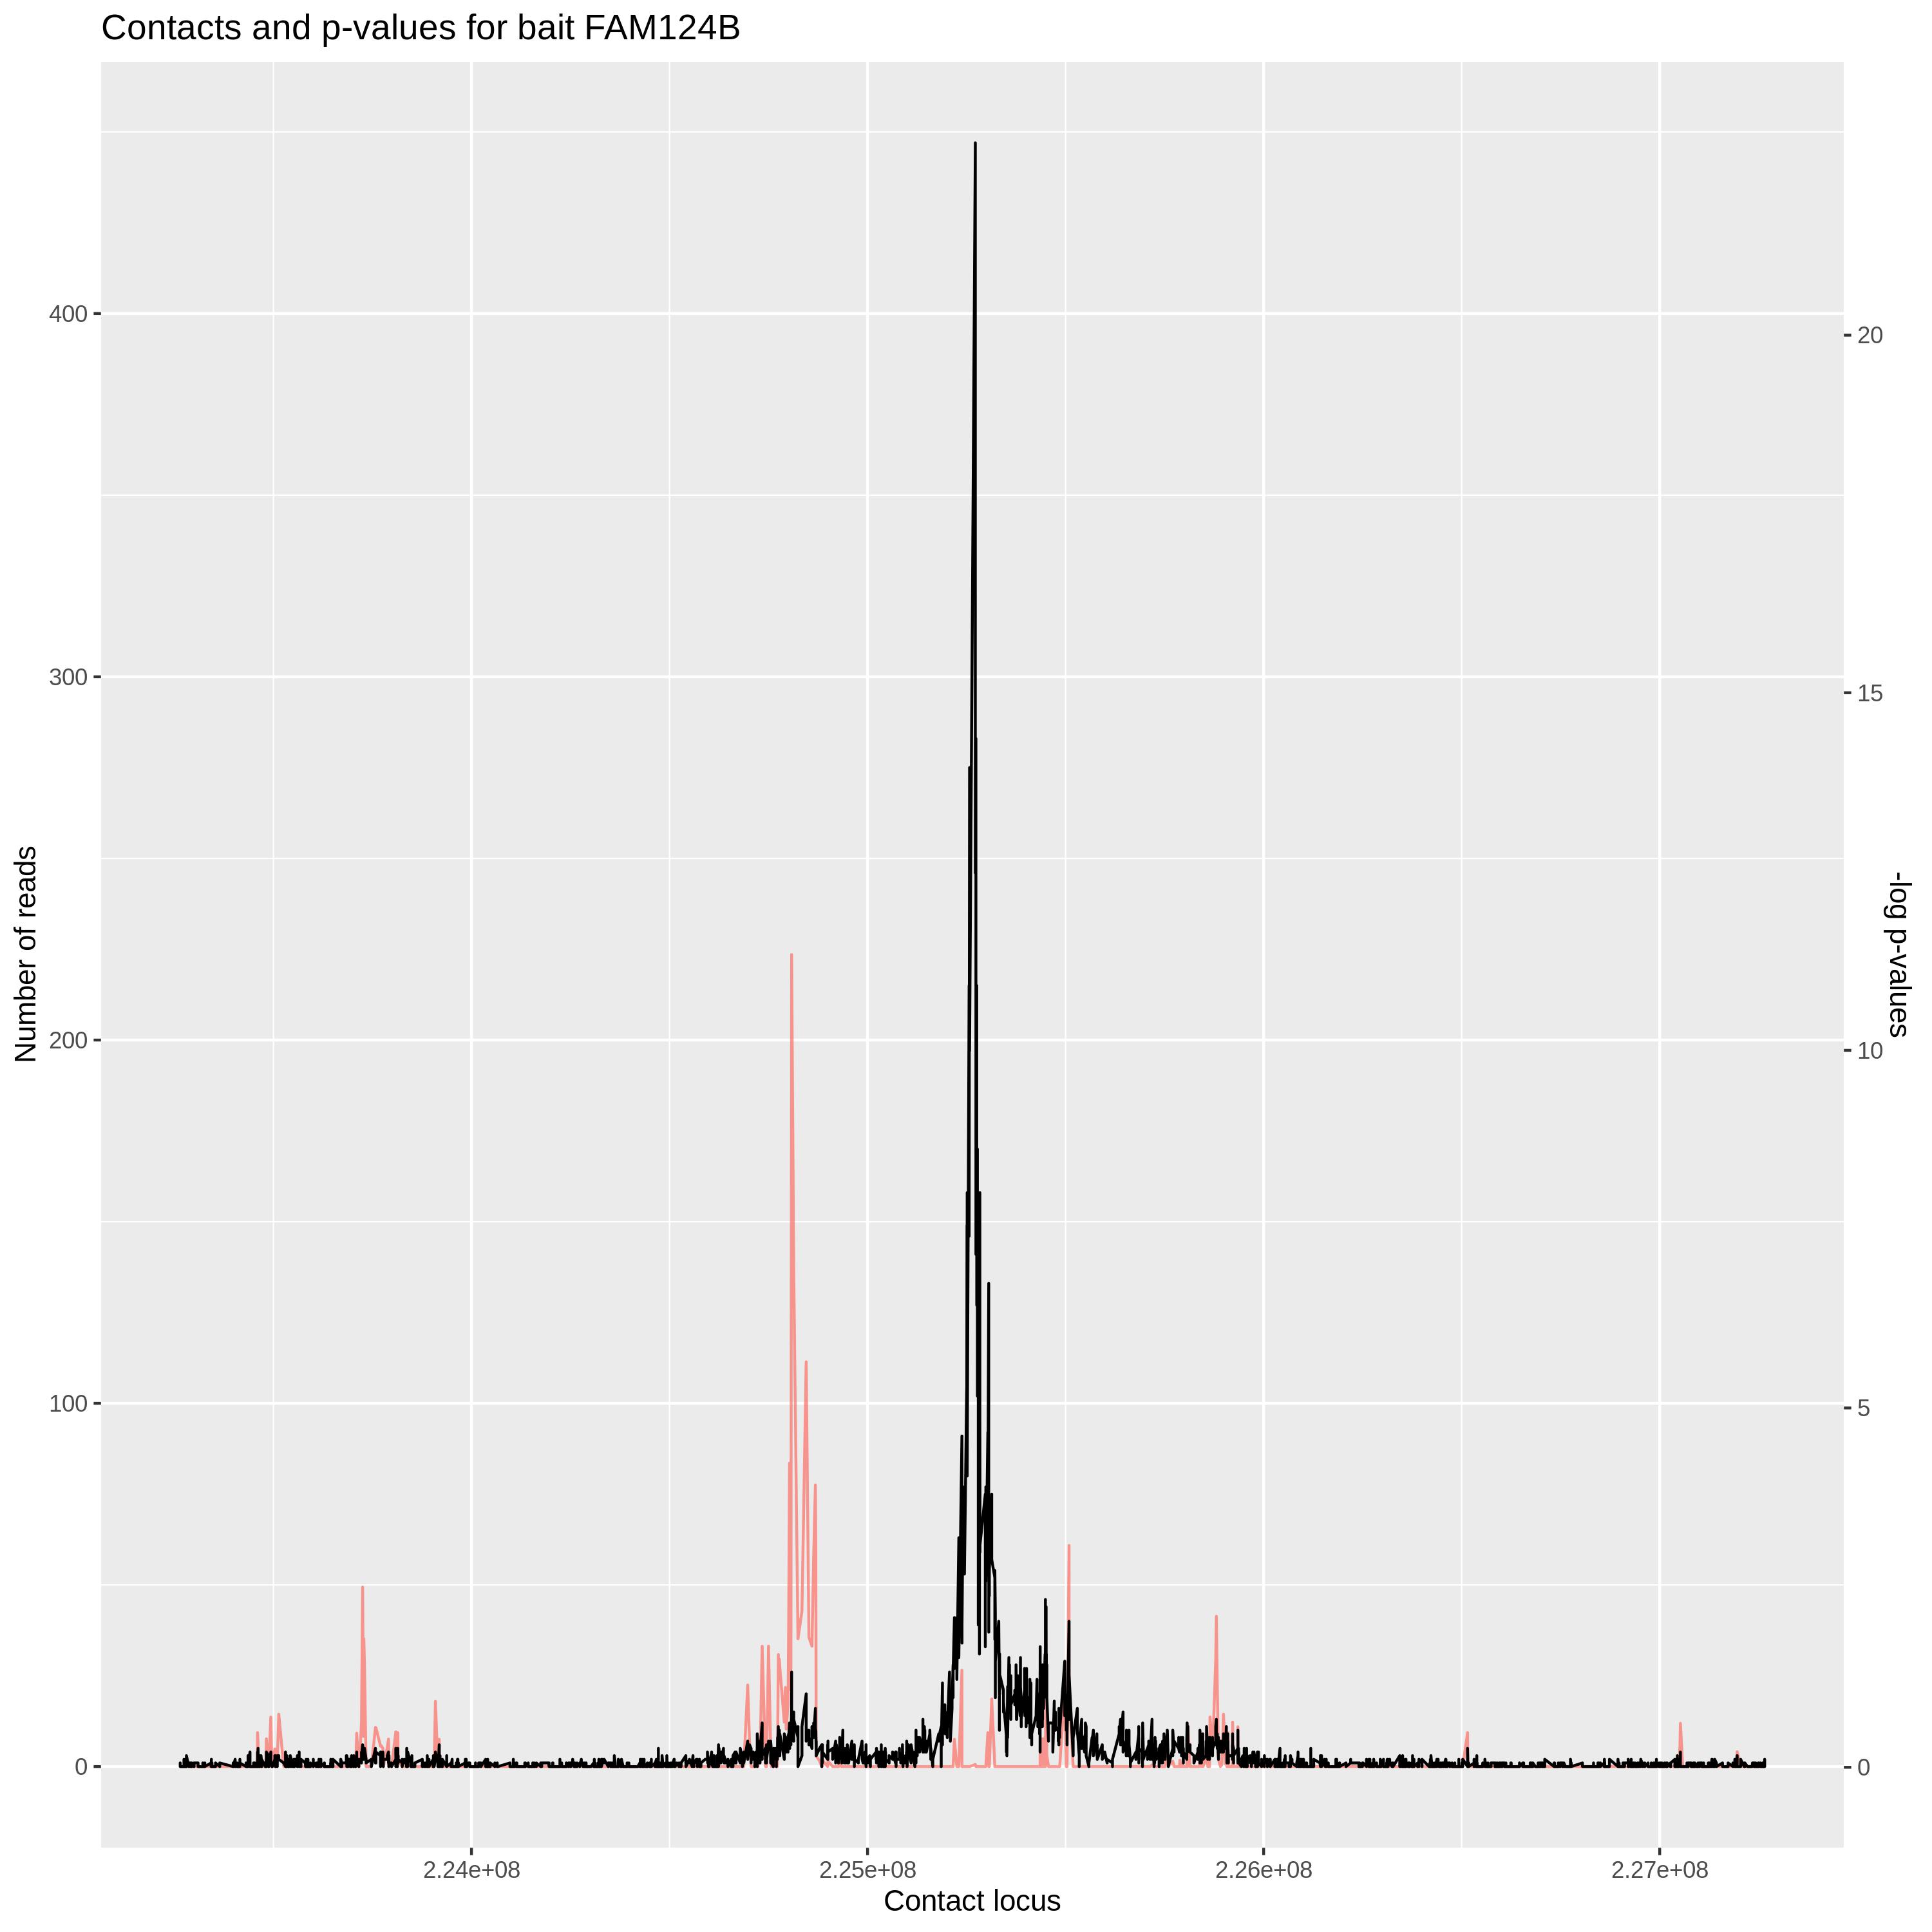 Contacts and p-values for bait FAM124B
400
300
200
100
0
Number of reads
20
15
10
5
0
-log p-values
2.24e+08
2.25e+08
2.26e+08
2.27e+08
Contact locus